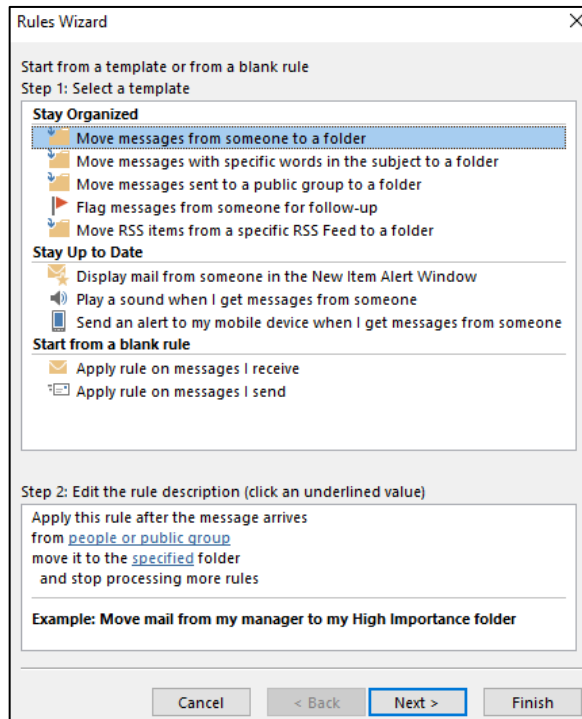 Rules Wizard
Start from a template or from a blank rule
Step 1: Select a template
Stay Organized
Move messages from someone to a folder
Move messages with specific words in the subject to a folder
Move messages sent to a public group to a folder
Flag messages from someone for follow-up
Move RSS items from a specific RSS Feed to a folder
Stay Up to Date
Display mail from someone in the New Item Alert Window
Play a sound when I get messages from someone
Send an alert to my mobile device when I get messages from someone
Start from a blank rule
Apply rule on messages I receive
Apply rule on messages I send
Step 2: Edit the rule description (click an underlined value)
Apply this rule after the message arrives
from people or public group
move it to the specified folder
and stop processing more rules
Example: Move mail from my manager to my High Importance folder
Cancel < Back Next > Finish